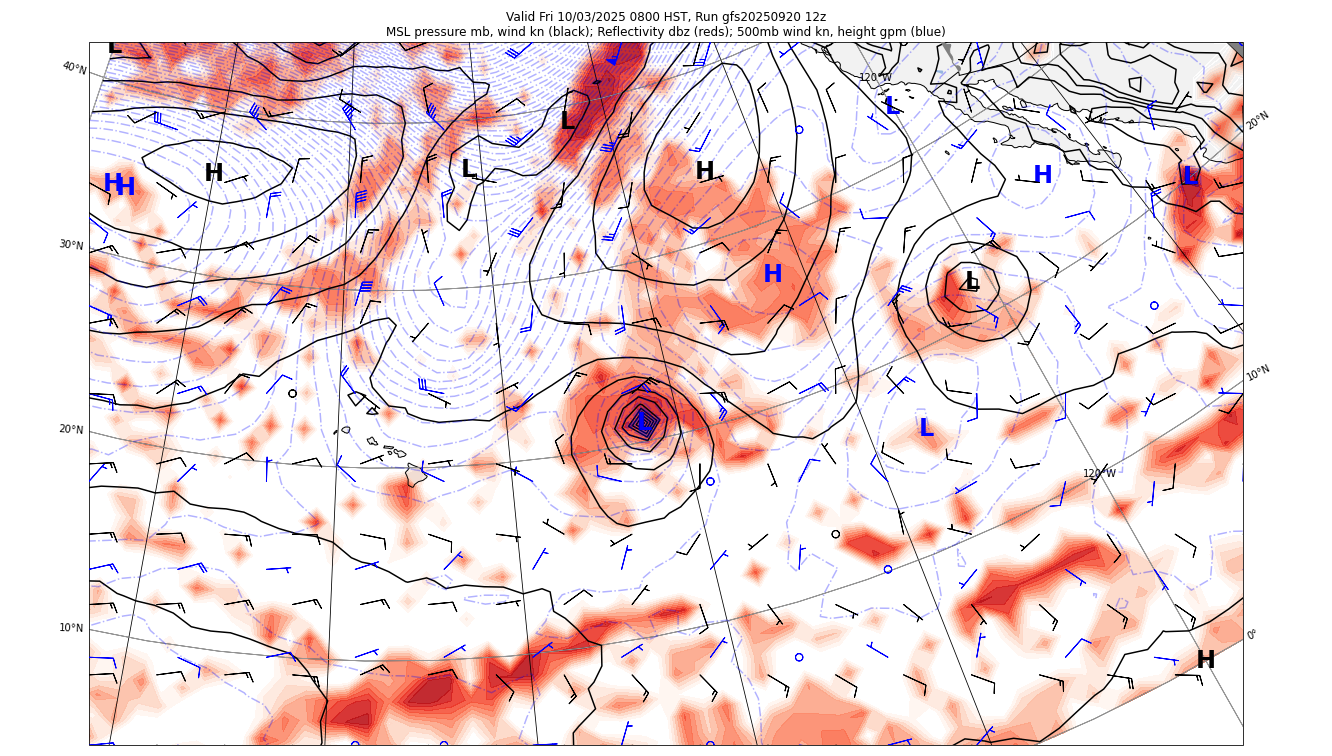 Valid Fri 10/03/2025 0800 HST, Run gfs20250920 12z
MSL pressure mb, wind kn (black); Reflectivity dbz (reds); 500mb wind kn, height gpm (blue)
L
40°N
120°W
L
L
20°N
L
H
H
H
H
L
H H
30°N
H
L
10°N
L
L
20°N
120°W
10°N
0°
H